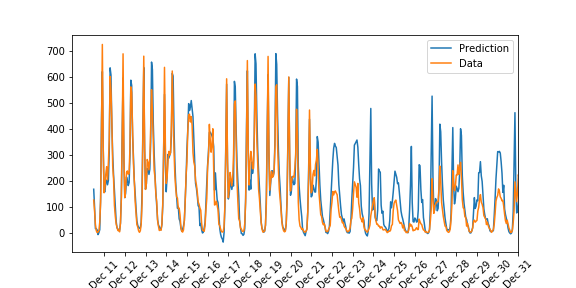 700
600
500
400
300
200
100
0
Prediction
Data
Dec 11
Dec 12
Dec 13
Dec 14
Dec 15
Dec 16
Dec 17
Dec 18
Dec 19
Dec 20
Dec 21
Dec 22
Dec 23
Dec 24
Dec 25
Dec 26
Dec 27
Dec 28
Dec 29
Dec 30
Dec 31